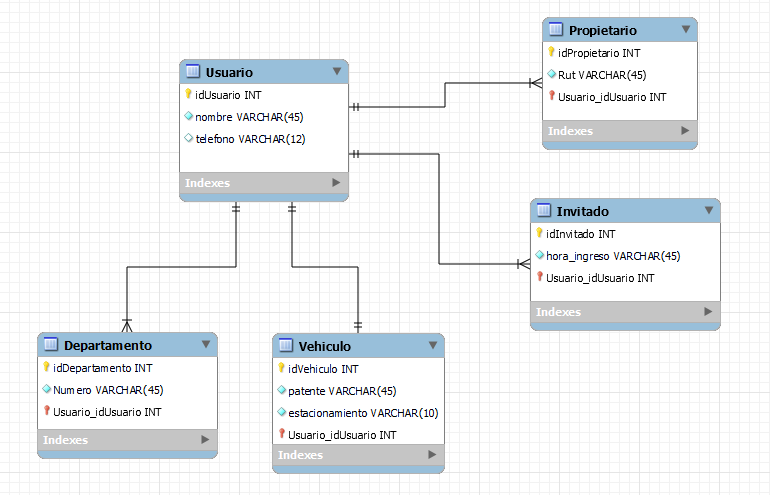 Usuario
idUsuario INT
nombre VARCHAR(45)
telefono VARCHAR(12)
Indexes
Propietario
idPropietario INT
Rut VARCHAR(45)
Usuario_idUsuario INT
Indexes
Invitado
idInvitado INT
hora_ingreso VARCHAR(45)
Usuario_idUsuario INT
Indexes
Departamento
idDepartamento INT
Numero VARCHAR(45)
Usuario_idUsuario INT
Indexes
Vehiculo
idVehiculo INT
patente VARCHAR(45)
estacionamiento VARCHAR(10)
Usuario_idUsuario INT
Indexes